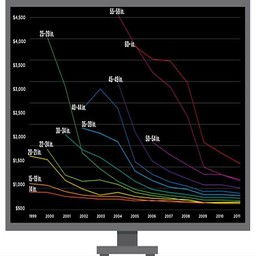 $4,500
$4,000
$3,500
$3,000
$2,500
$2,000
$1,500
$1,000
$500
55-59 in.
60+ in.
25-29 in.
45-49 in.
40-44 in.
35-39 in.
30-34 in.
50-54 in.
22-24 in.
20-21 in.
15-19 in.
14 in.
1999 2000 2001 2002 2003 2004 2005 2006 2007 2008 2009 2010 2011